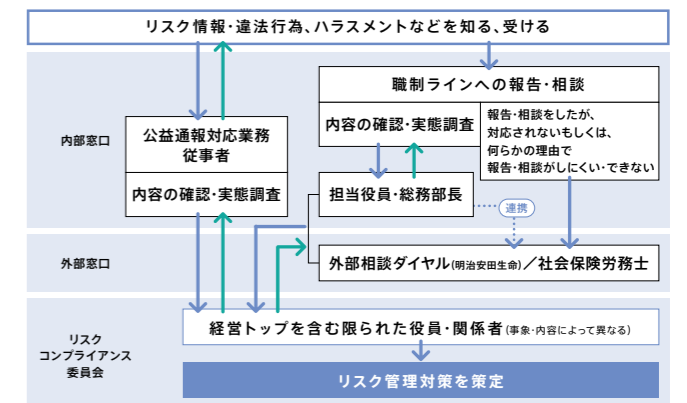 リスク情報・違法行為、ハラスメントなどを知る、受ける
内部窓口
公益通報対応業務
従事者
内容の確認・実態調査
職制ラインへの報告・相談
内容の確認・実態調査
報告・相談をしたが、
対応されないもしくは、
何らかの理由で
報告・相談がしにくい・できない
担当役員・総務部長
連携
外部窓口
外部相談ダイヤル(明治安田生命)／社会保険労務士
リスク
コンプライアンス
委員会
経営トップを含む限られた役員・関係者(事象・内容によって異なる)
リスク管理対策を策定